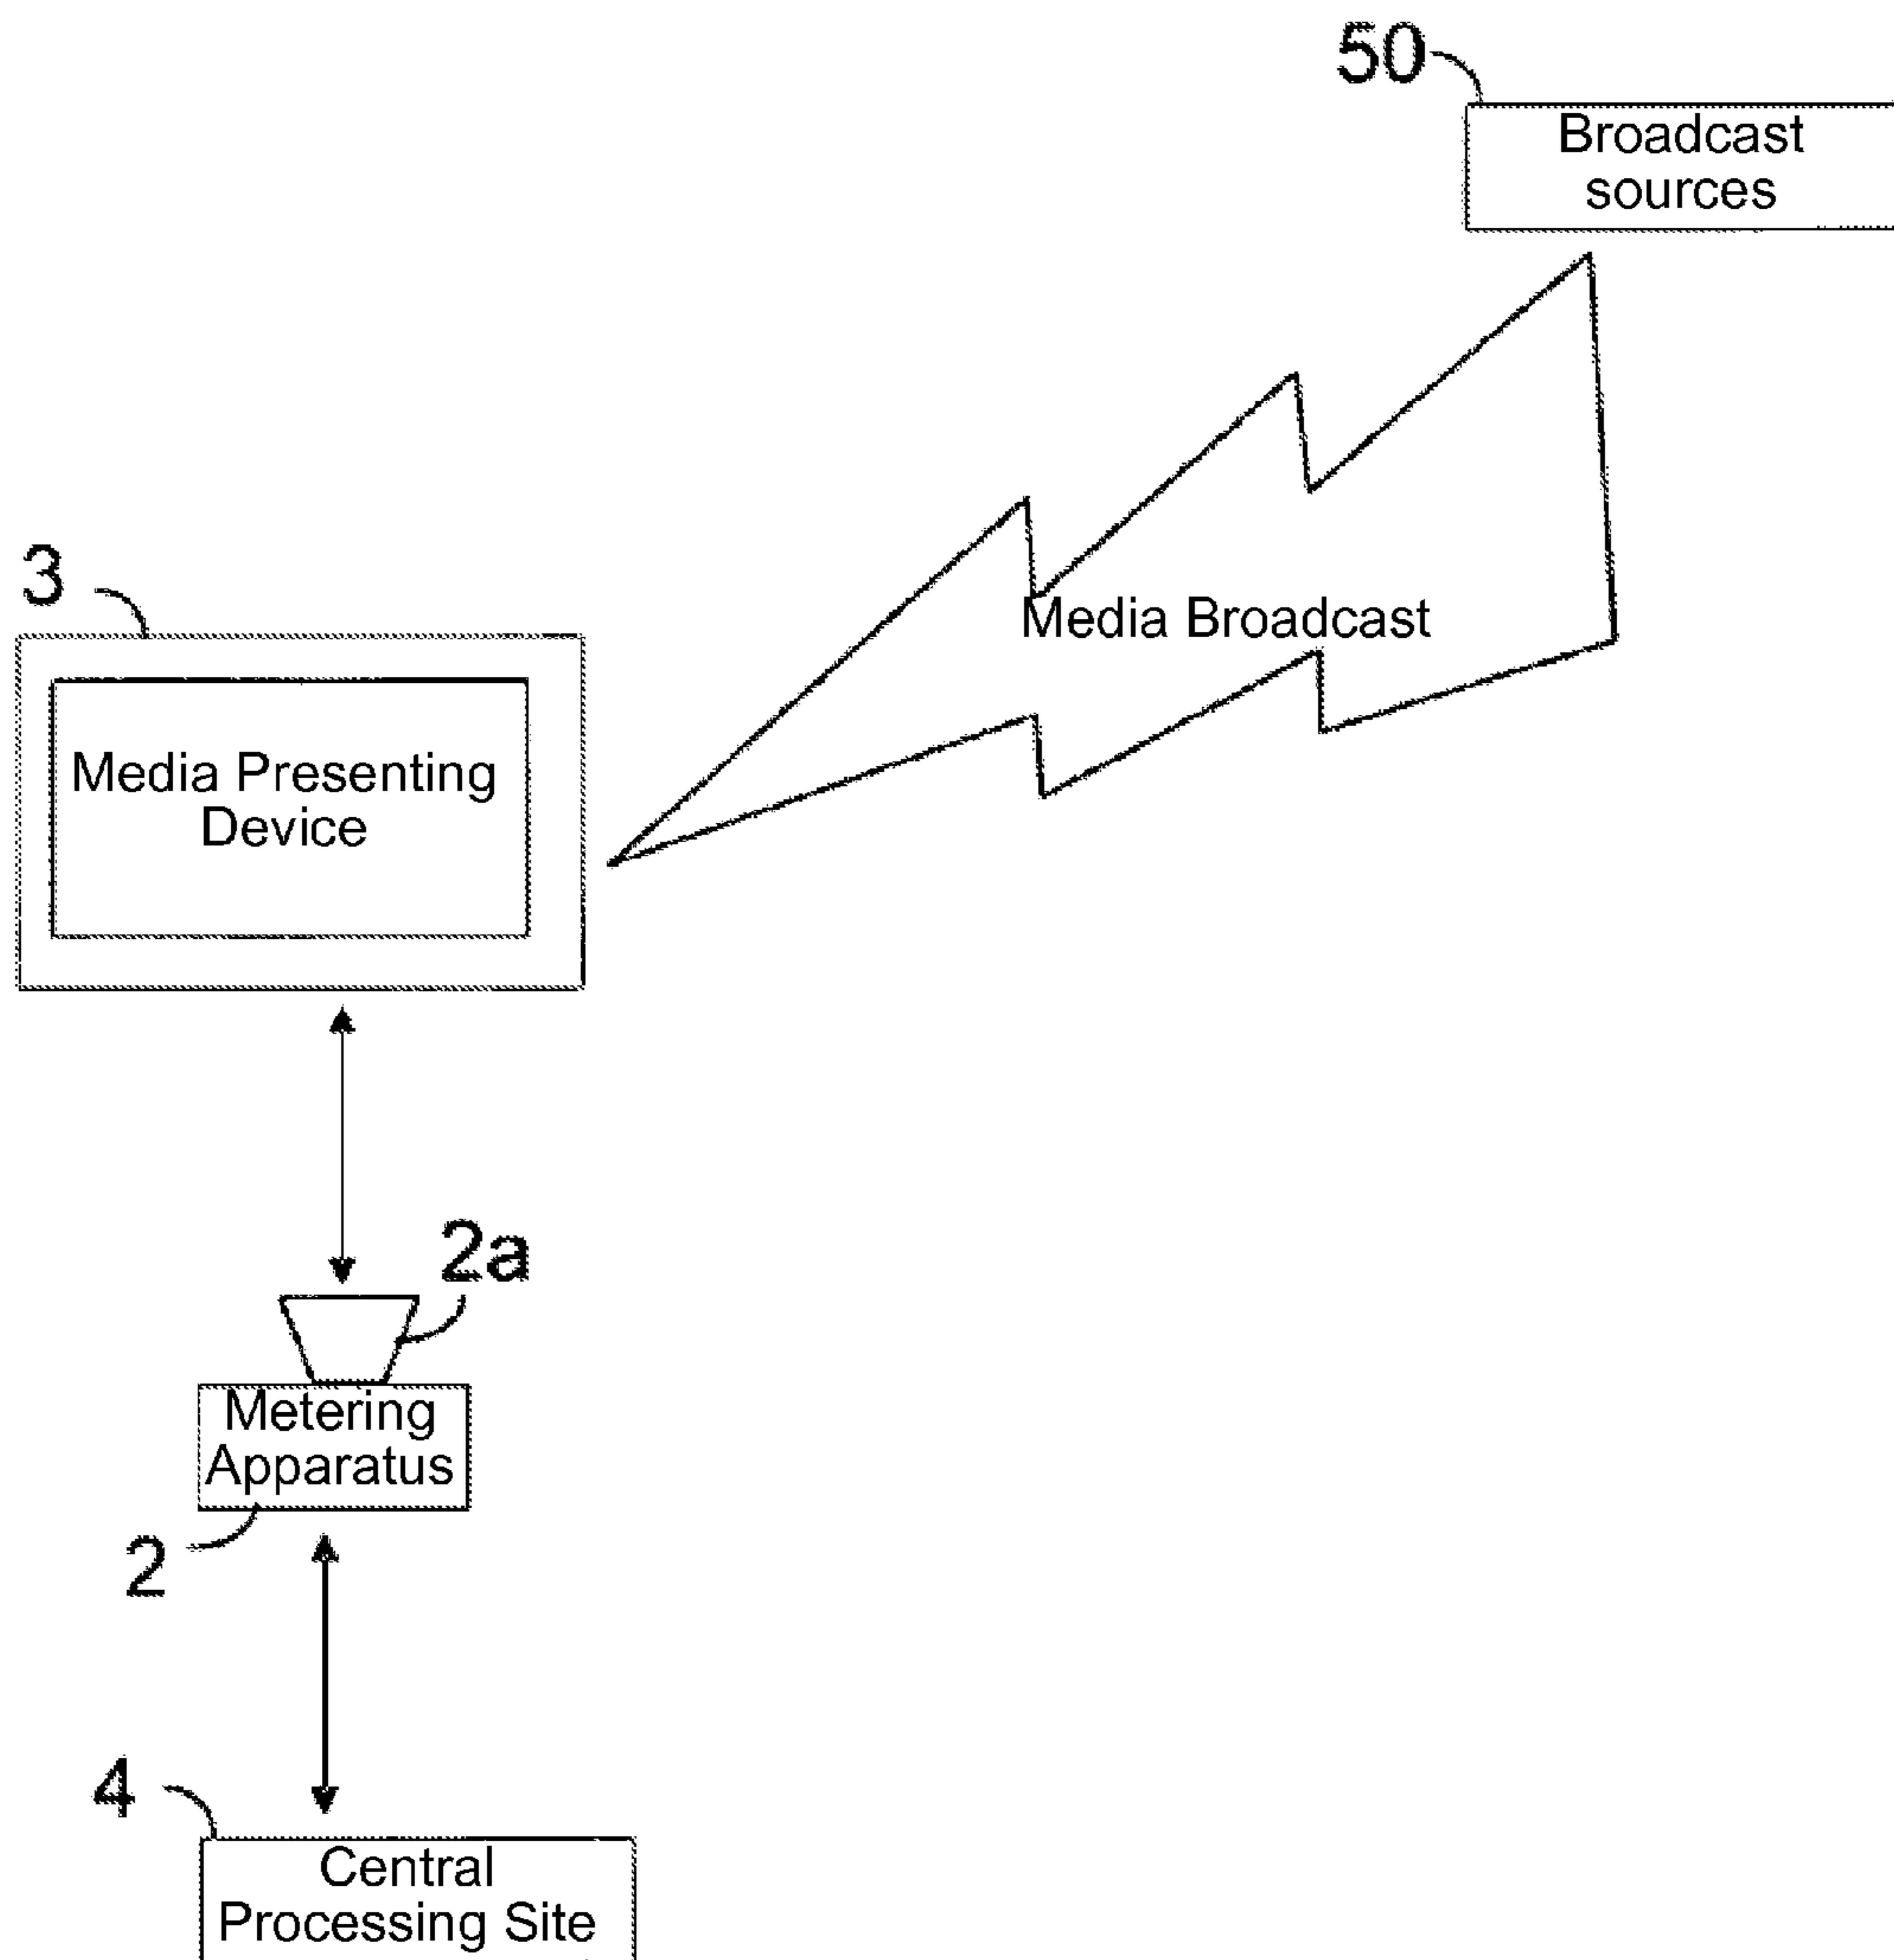 50
Broadcast
sources
Media Broadcast
3
Media Presenting
Device
2a
Metering
Apparatus
2
4
Central
Processing Site